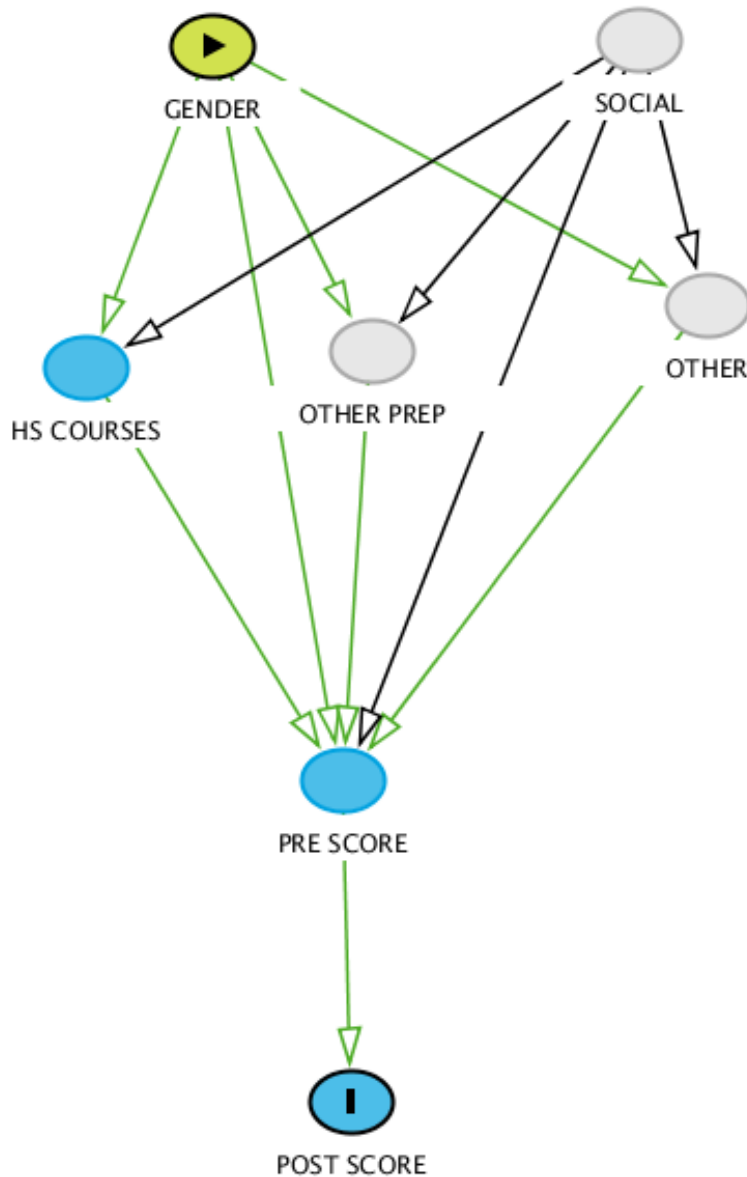 GENDER
SOCIAL
OTHER
HS COURSES
OTHER PREP
PRE SCORE
POST SCORE